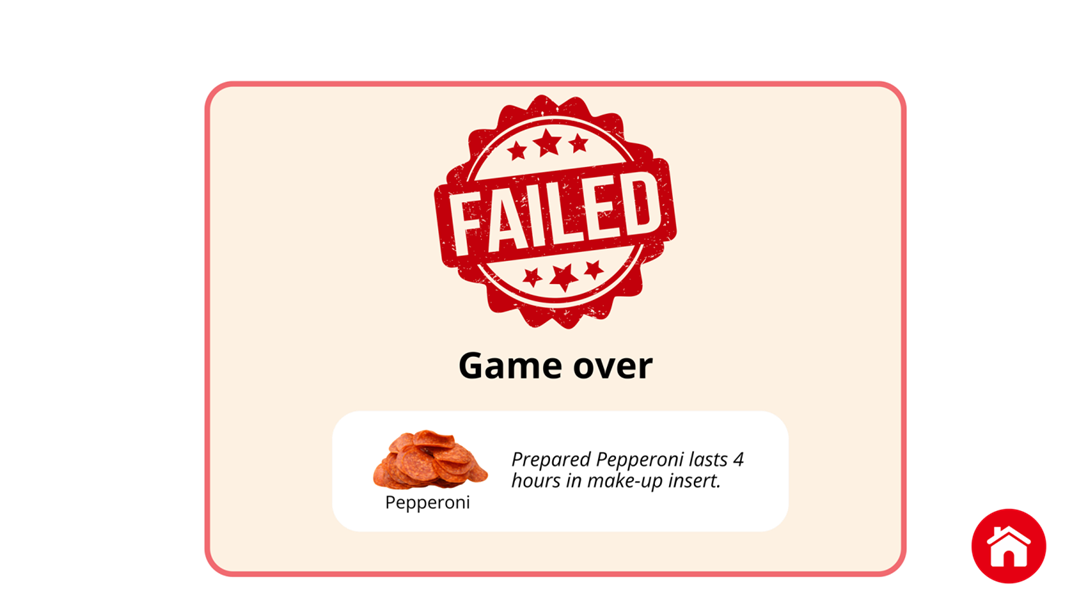 FAILED
Game over
Prepared Pepperoni lasts 4
hours in make-up insert.
Pepperoni